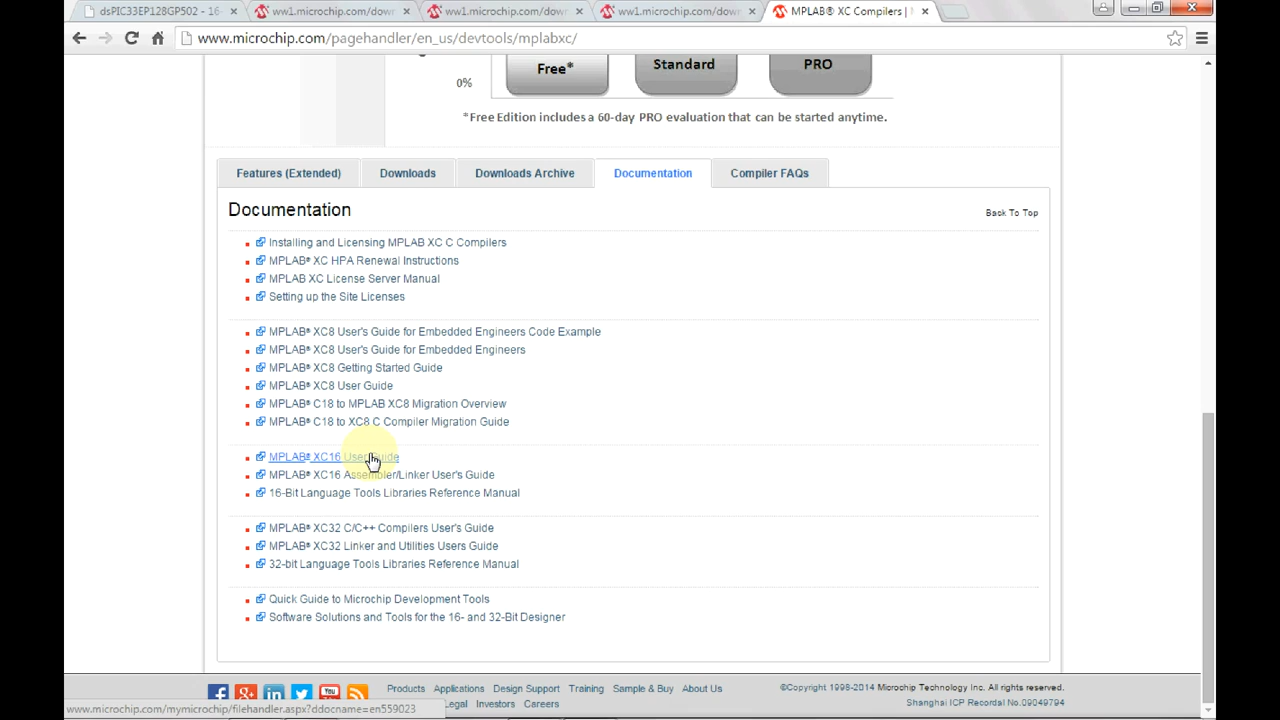 dsPIC33EP128GP502 - 16-
ww1.microchip.com/dow
ww1.microchip.com/dow
ww1.microchip.com/dow
MPLAB® XC Compilers |
www.microchip.com/pagehandler/en_us/devtools/mplabxc/
0%
Free*
Standard
PRO
*Free Edition includes a 60-day PRO evaluation that can be started anytime.
Features (Extended)
Downloads
Downloads Archive
Documentation
Compiler FAQs
Documentation
Back To Top
Installing and Licensing MPLAB XC C Compilers
MPLAB® XC HPA Renewal Instructions
MPLAB XC License Server Manual
Setting up the Site Licenses
MPLAB® XC8 User's Guide for Embedded Engineers Code Example
MPLAB® XC8 User's Guide for Embedded Engineers
MPLAB® XC8 Getting Started Guide
MPLAB® XC8 User Guide
MPLAB® C18 to MPLAB XC8 Migration Overview
MPLAB® C18 to XC8 C Compiler Migration Guide
MPLAB® XC16 User Guide
MPLAB® XC16 Assembler/Linker User's Guide
16-Bit Language Tools Libraries Reference Manual
MPLAB® XC32 C/C++ Compilers User's Guide
MPLAB® XC32 Linker and Utilities Users Guide
32-bit Language Tools Libraries Reference Manual
Quick Guide to Microchip Development Tools
Software Solutions and Tools for the 16- and 32-Bit Designer
Products Applications Design Support Training Sample & Buy About Us
Legal Investors Careers
©Copyright 1998-2014 Microchip Technology Inc. All rights reserved.
Shanghai ICP Recordal No.09049794
www.microchip.com/mymicrochip/filehandler.aspx?ddocname=en559023